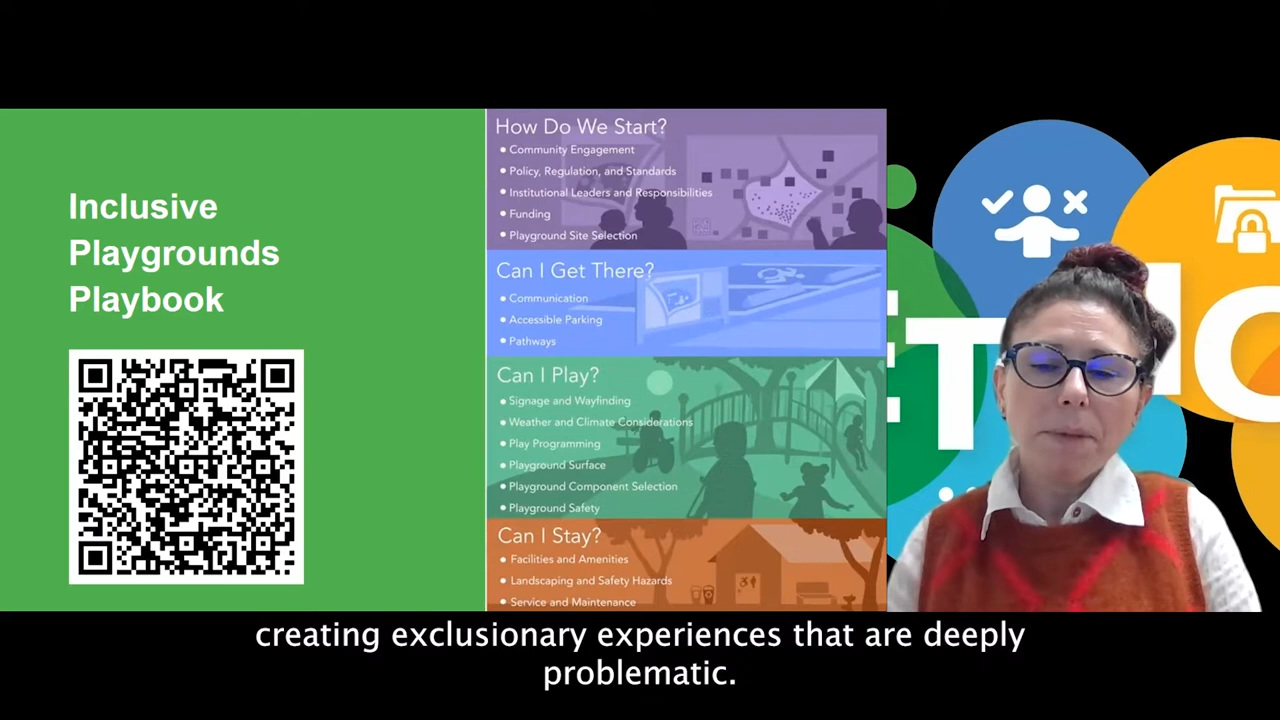 Inclusive
Playgrounds
Playbook
How Do We Start?
• Community Engagement
• Policy, Regulation, and Standards
• Institutional Leaders and Responsibilities
• Funding
• Playground Site Selection
Can I Get There?
• Communication
• Accessible Parking
• Pathways
Can I Play?
• Signage and Wayfinding
• Weather and Climate Considerations
• Play Programming
• Playground Surface
• Playground Component Selection
• Playground Safety
Can I Stay?
• Facilities and Amenities
• Landscaping and Safety Hazards
• Service and Maintenance
creating exclusionary experiences that are deeply
problematic.